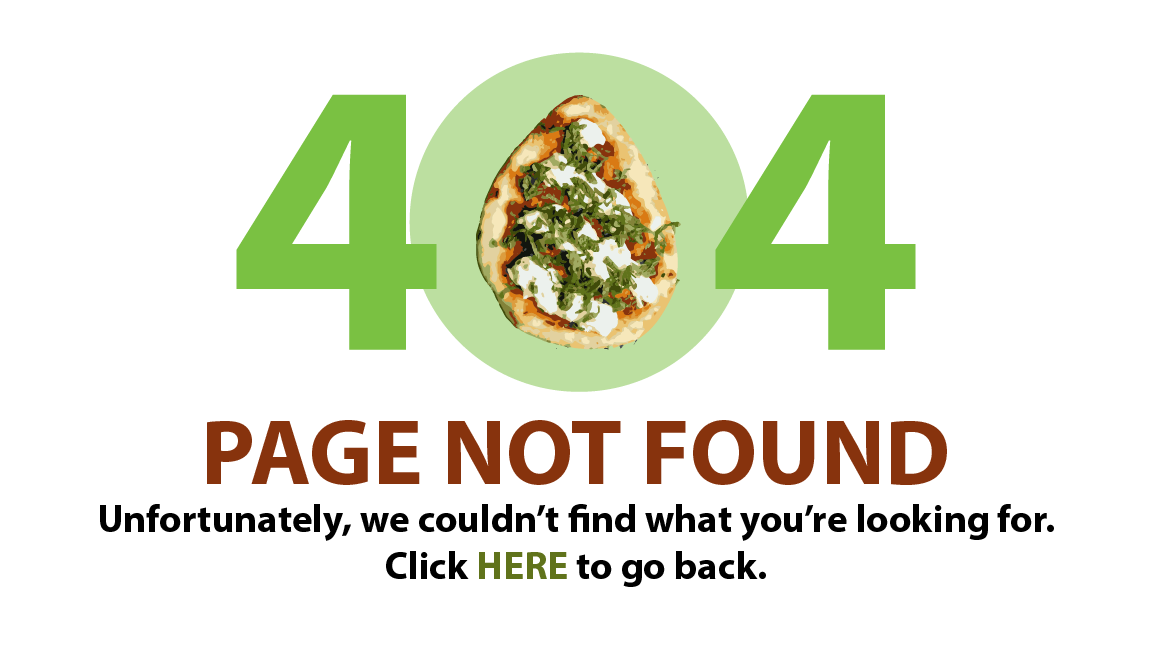 404
PAGE NOT FOUND
Unfortunately, we couldn’t find what you’re looking for.
Click HERE to go back.